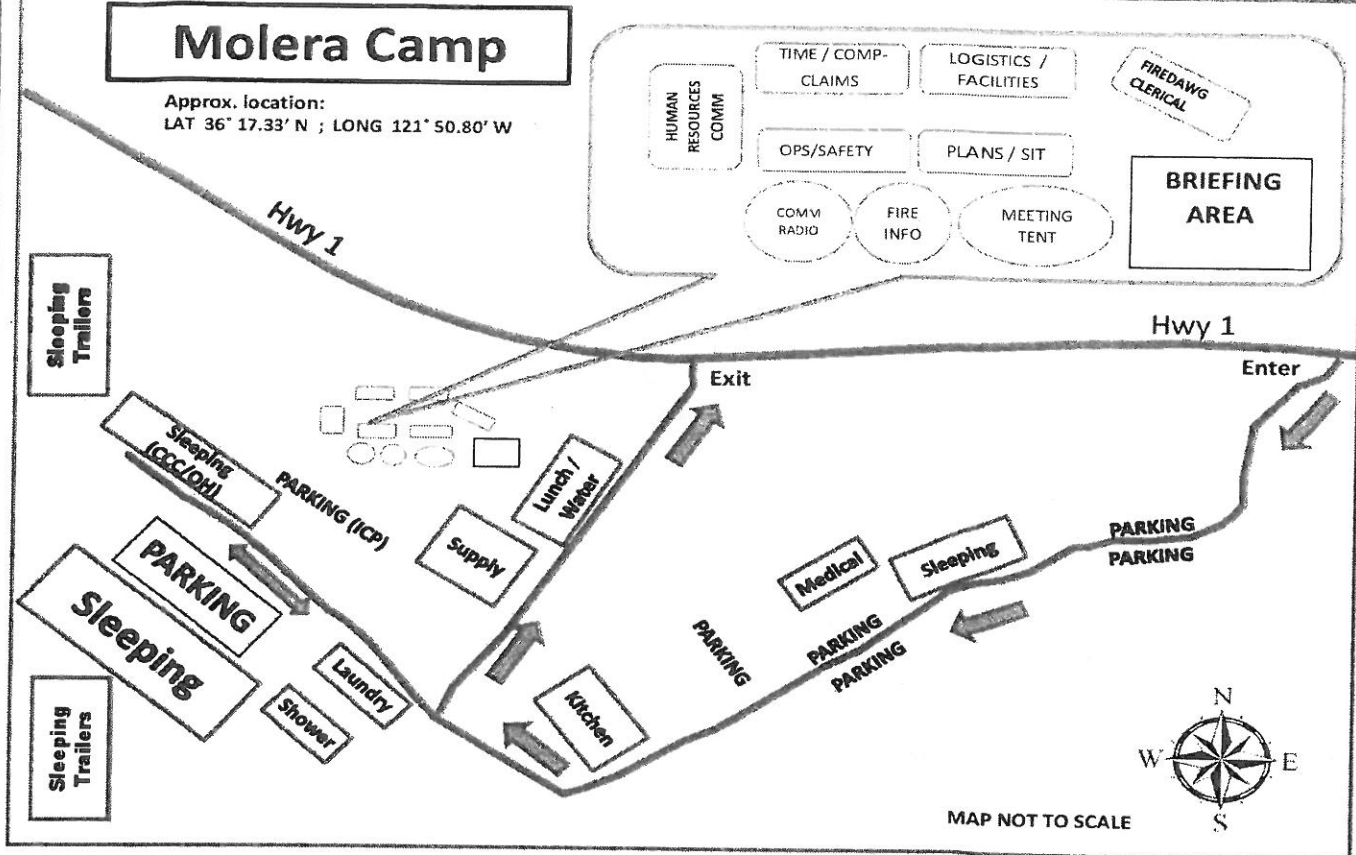 Molera Camp
Approx. location:
LAT 36° 17.33′ N ; LONG 121° 50.80′ W
HUMAN
RESOURCES
COMM
TIME / COMP-
CLAIMS
LOGISTICS /
FACILITIES
FIREDAWG
CLERICAL
OPS/SAFETY
PLANS / SIT
BRIEFING
AREA
COMM
RADIO
FIRE
INFO
MEETING
TENT
Hwy 1
Hwy 1
Sleeping
Trailers
Exit
Enter
Sleeping
(CCC/OH)
PARKING (ICP)
Lunch /
Water
Supply
PARKING
PARKING
Medical
Sleeping
PARKING
Sleeping
PARKING
PARKING
PARKING
Laundry
Shower
Kitchen
Sleeping
Trailers
N
W
E
S
MAP NOT TO SCALE